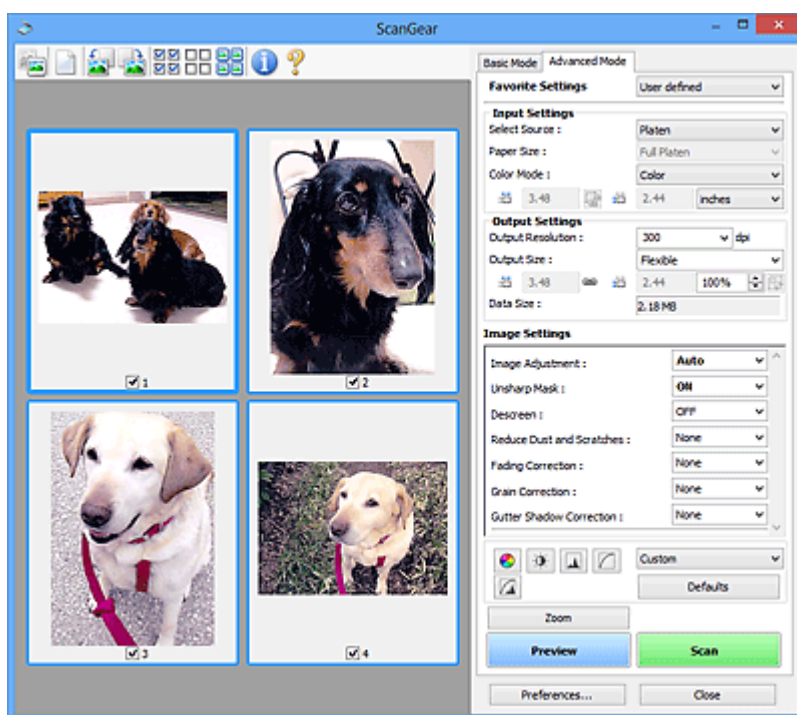 ScanGear
Basic Mode Advanced Mode
Favorite Settings User defined
Input Settings
Select Source : Platen
Paper Size : Full Platen
Color Mode : Color
3.48 2.44 inches
Output Settings
Output Resolution : 300 dpi
Output Size : Flexible
3.48 2.44 100%
Data Size : 2.18 MB
Image Settings
Image Adjustment : Auto
Unsharp Mask : ON
Descreen : OFF
Reduce Dust and Scratches : None
Fading Correction : None
Grain Correction : None
Gutter Shadow Correction : None
Custom
Defaults
Zoom
Preview Scan
Preferences... Close
1
2
3
4